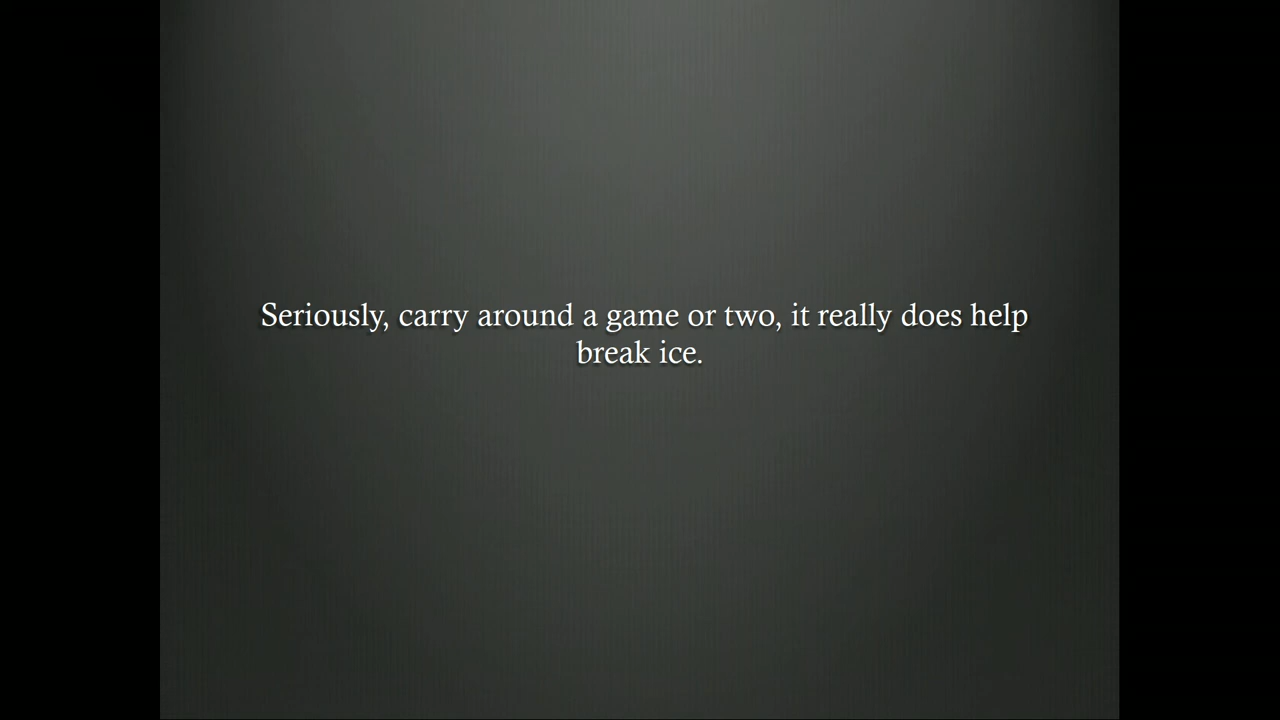 Seriously, carry around a game or two, it really does help
break ice.